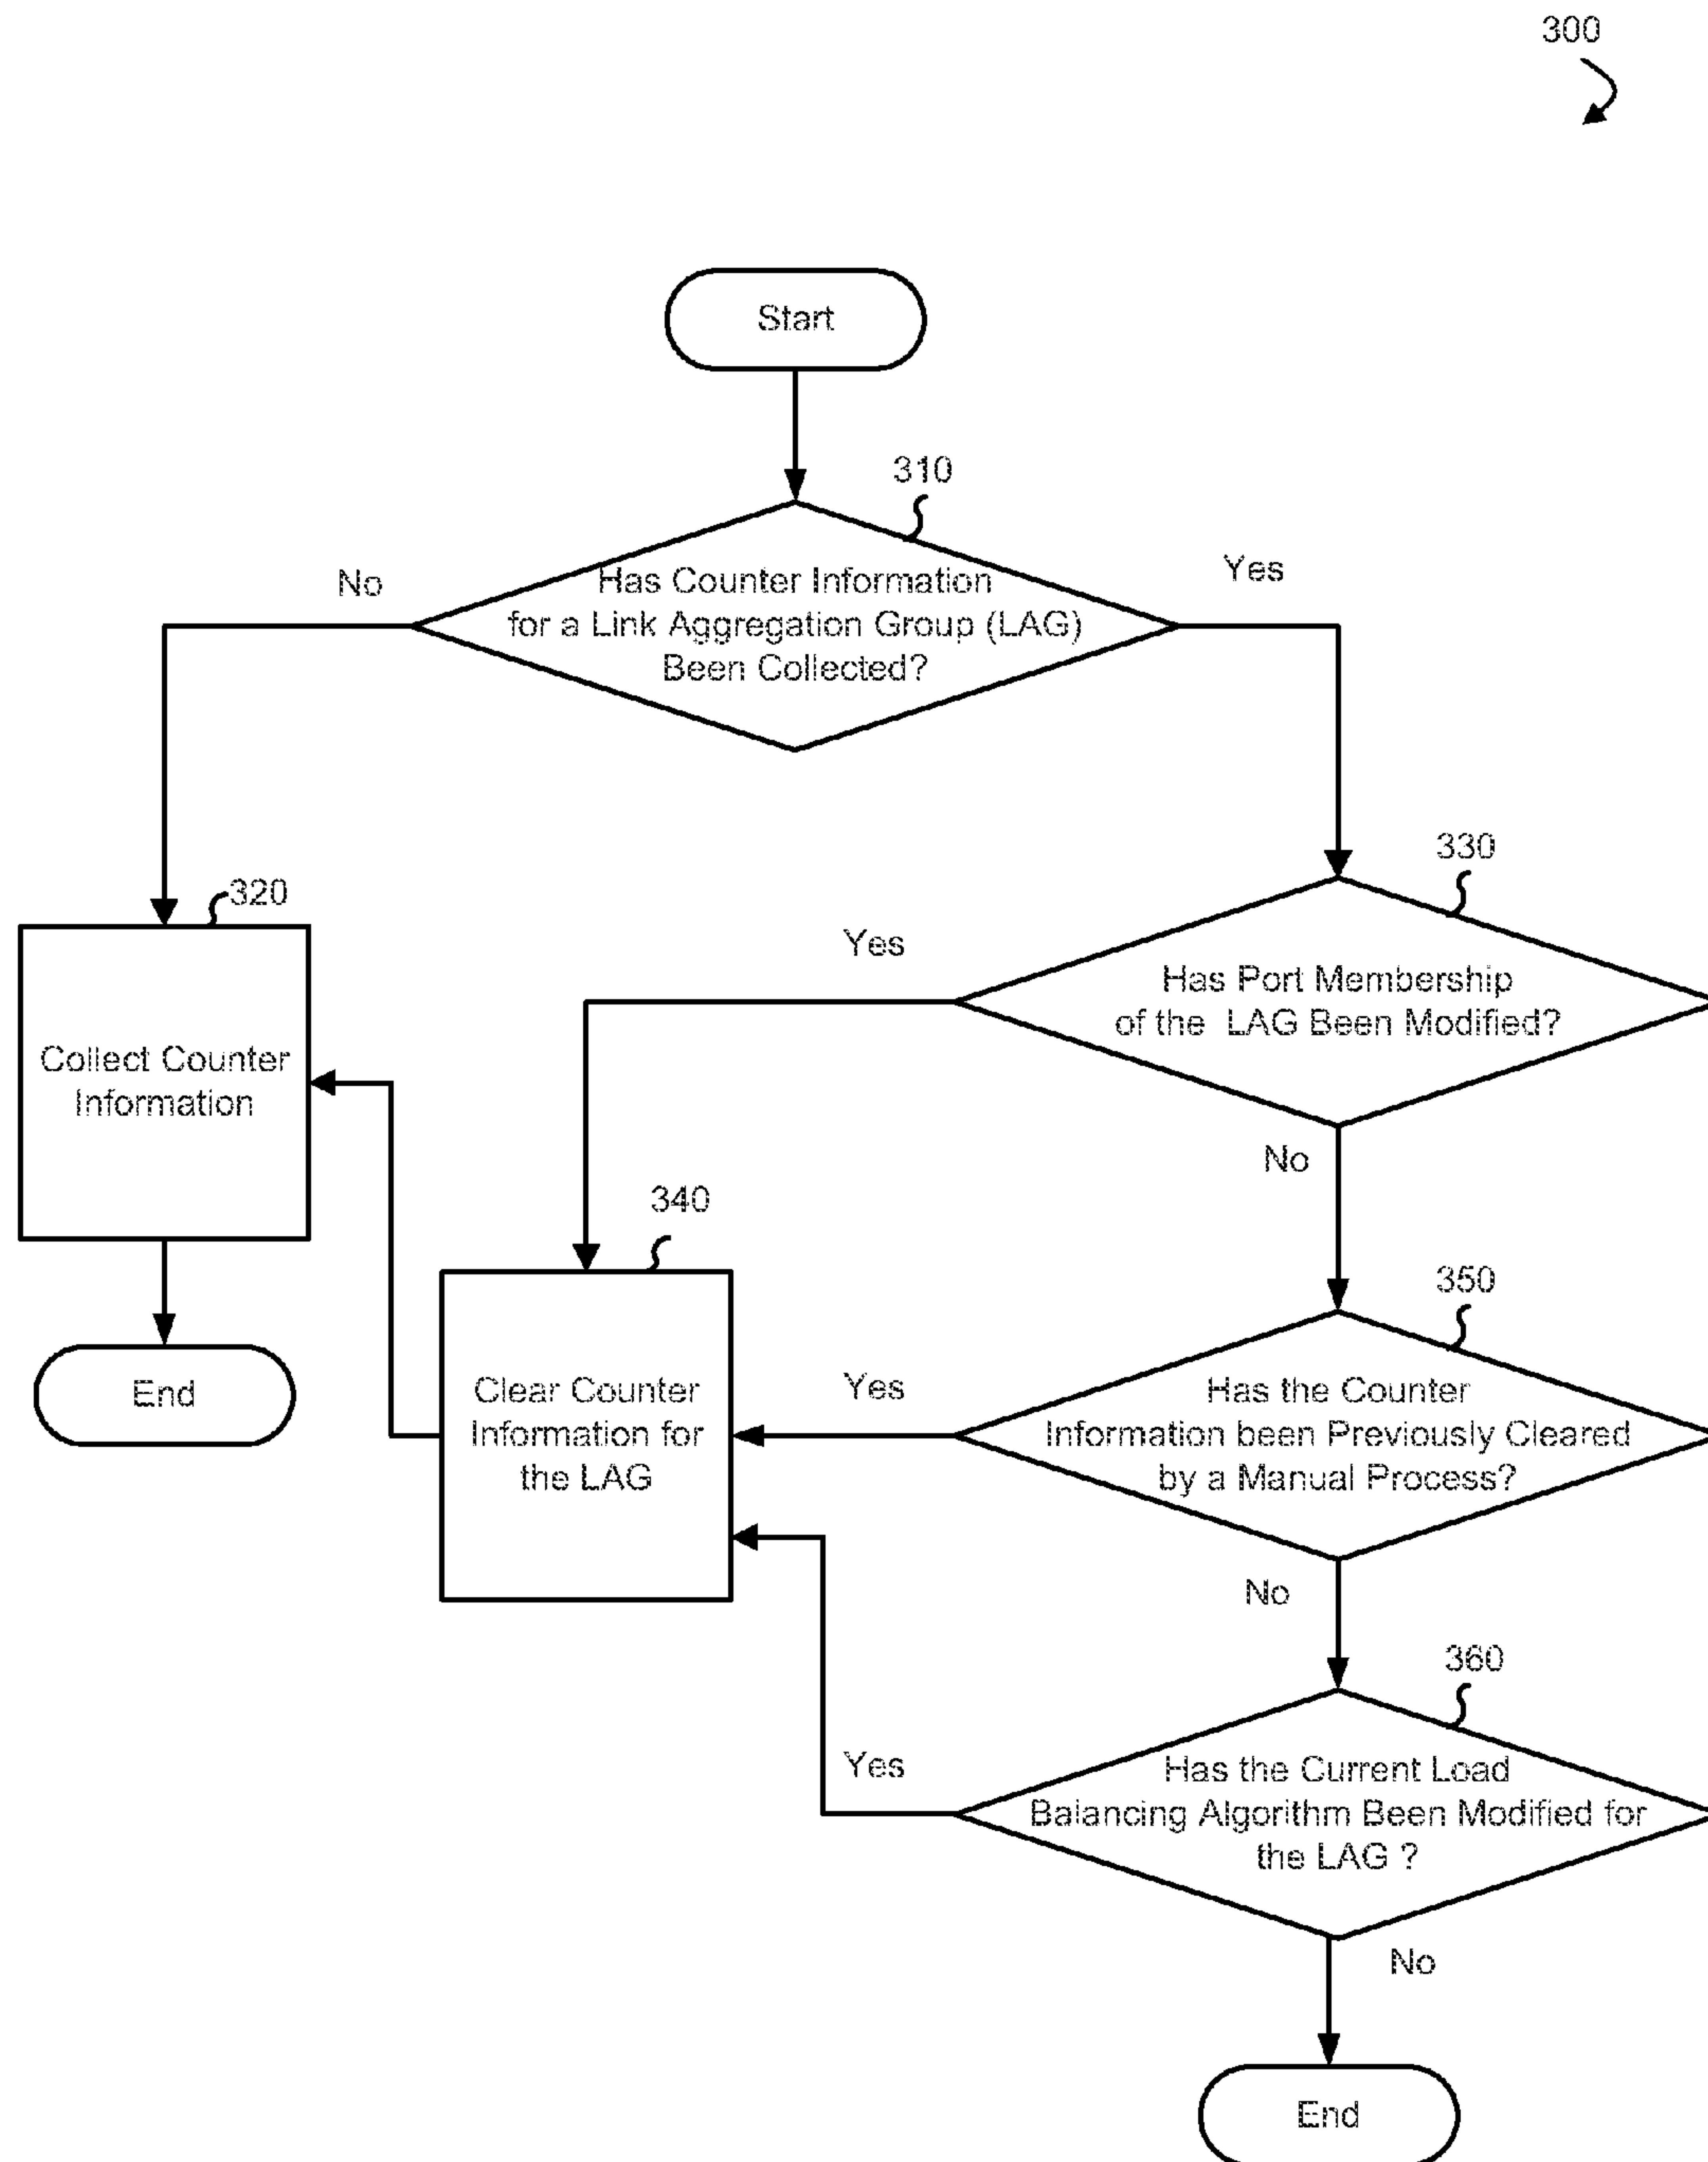 300
Start
310
No
Yes
Has Counter Information
for a Link Aggregation Group (LAG)
Been Collected?
330
320
Yes
Has Port Membership
of the LAG Been Modified?
Collect Counter
Information
No
340
350
End
Clear Counter
Information for
the LAG
Yes
Has the Counter
Information been Previously Cleared
by a Manual Process?
No
360
Yes
Has the Current Load
Balancing Algorithm Been Modified for
the LAG ?
No
End